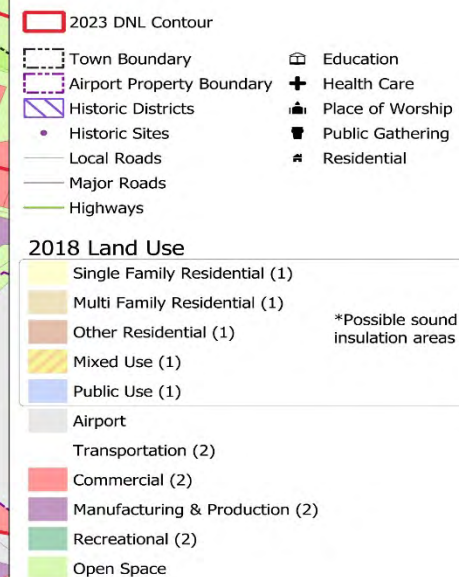 2023 DNL Contour
Town Boundary
Airport Property Boundary
Historic Districts
Historic Sites
Local Roads
Major Roads
Highways
Education
Health Care
Place of Worship
Public Gathering
Residential
2018 Land Use
Single Family Residential (1)
Multi Family Residential (1)
Other Residential (1)
Mixed Use (1)
Public Use (1)
*Possible sound
insulation areas
Airport
Transportation (2)
Commercial (2)
Manufacturing & Production (2)
Recreational (2)
Open Space